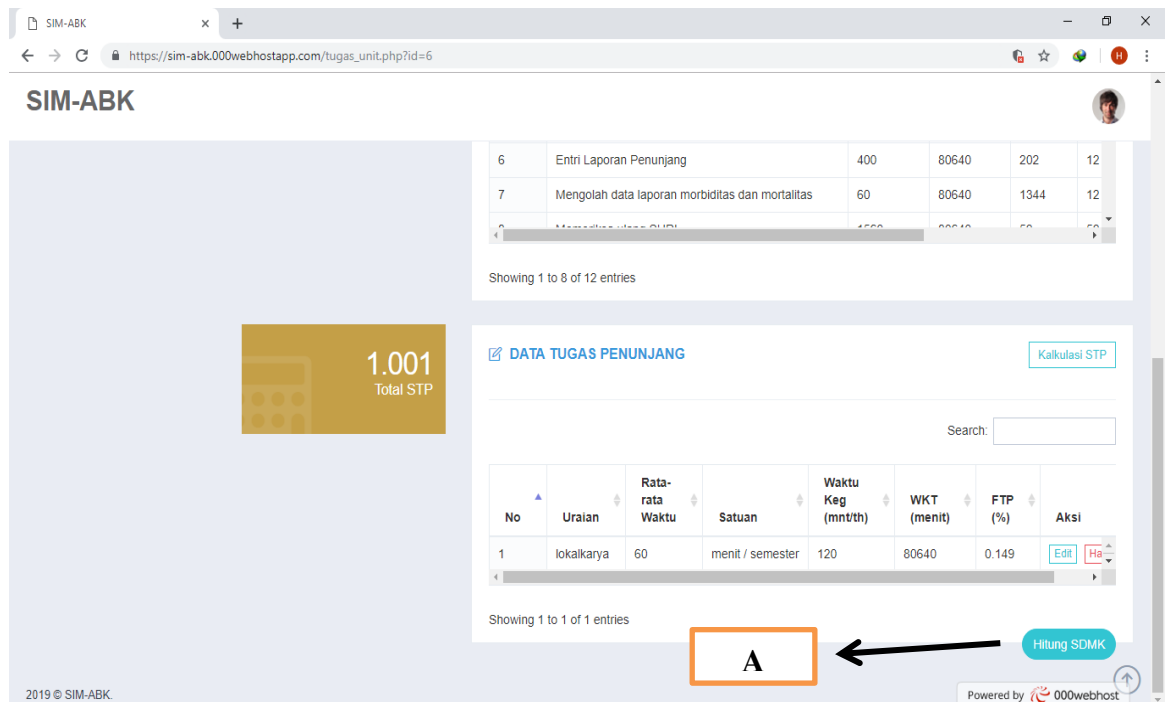 SIM-ABK
https://sim-abk.000webhostapp.com/tugas_unit.php?id=6
H
SIM-ABK
6 Entri Laporan Penunjang 400 80640 202 12
7 Mengolah data laporan morbiditas dan mortalitas 60 80640 1344 12
Showing 1 to 8 of 12 entries
1.001
Total STP
DATA TUGAS PENUNJANG
Kalkulasi STP
Search:
No Uraian Rata-rata Waktu Satuan Waktu Keg (mnt/th) WKT (menit) FTP (%) Aksi
1 lokalkarya 60 menit / semester 120 80640 0.149 Edit Ha
Showing 1 to 1 of 1 entries
A
Hitung SDMK
2019 © SIM-ABK.
Powered by 000webhost